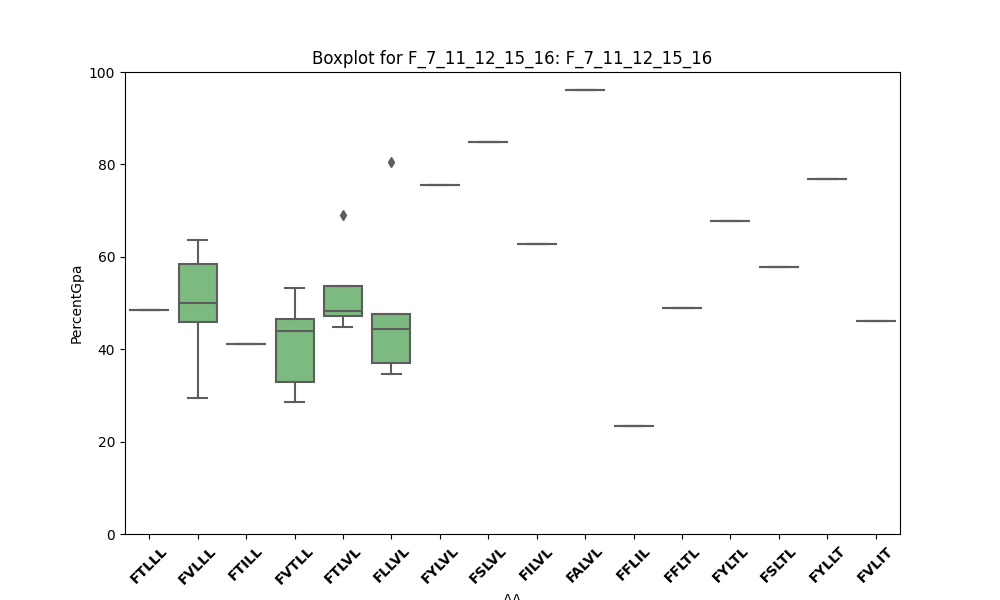 Boxplot for F_7_11_12_15_16: F_7_11_12_15_16
100
80
60
40
20
0
PercentGpa
FTLLL
FVLLL
FTILL
FVTLL
FTLVL
FLLVL
FYLVL
FSLVL
FILVL
FALVL
FFLIL
FFLTL
FYLTL
FSLTL
FYLLT
FVLIT
AA